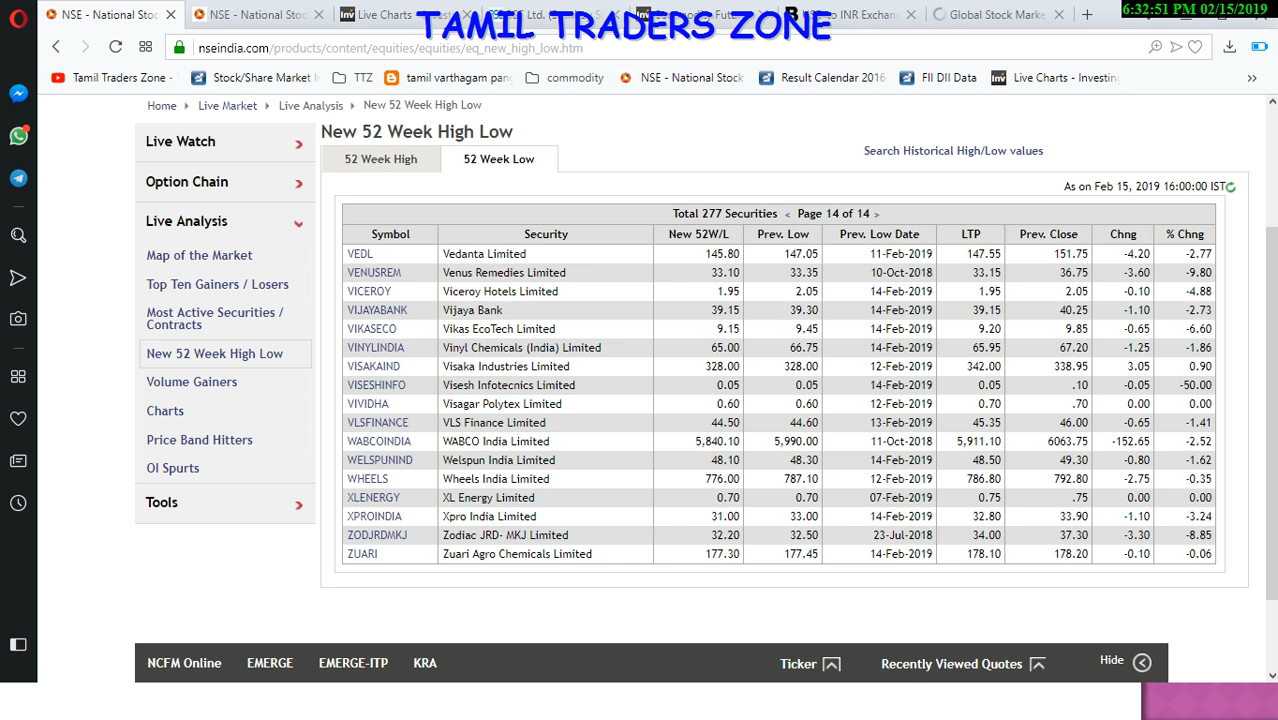 NSE - National Stoc
NSE - National Stoc
Live Charts
USD to INR Exchan
Global Stock Mark
TAMIL TRADERS ZONE
6:32:51 PM 02/15/2019
nseindia.com/products/content/equities/equities/eq_new_high_low.htm
Tamil Traders Zone - Stock/Share Market I TTZ tamil varthagam pan commodity NSE - National Stock Result Calendar 2016 FII DII Data Live Charts - Investin
Home Live Market Live Analysis New 52 Week High Low
Live Watch
Option Chain
Live Analysis
Map of the Market
Top Ten Gainers / Losers
Most Active Securities /
Contracts
New 52 Week High Low
Volume Gainers
Charts
Price Band Hitters
OI Spurts
Tools
New 52 Week High Low
52 Week High 52 Week Low
Search Historical High/Low values
As on Feb 15, 2019 16:00:00 IST
Total 277 Securities < Page 14 of 14 >
Symbol Security New 52W/L Prev. Low Prev. Low Date LTP Prev. Close Chng % Chng
VEDL Vedanta Limited 145.80 147.05 11-Feb-2019 147.55 151.75 -4.20 -2.77
VENUSREM Venus Remedies Limited 33.10 33.35 10-Oct-2018 33.15 36.75 -3.60 -9.80
VICEROY Viceroy Hotels Limited 1.95 2.05 14-Feb-2019 1.95 2.05 -0.10 -4.88
VIJAYABANK Vijaya Bank 39.15 39.30 14-Feb-2019 39.15 40.25 -1.10 -2.73
VIKASECO Vikas EcoTech Limited 9.15 9.45 14-Feb-2019 9.20 9.85 -0.65 -6.60
VINYLINDIA Vinyl Chemicals (India) Limited 65.00 66.75 14-Feb-2019 65.95 67.20 -1.25 -1.86
VISAKAIND Visaka Industries Limited 328.00 328.00 12-Feb-2019 342.00 338.95 3.05 0.90
VISESHINFO Visesh Infotecnics Limited 0.05 0.05 14-Feb-2019 0.05 .10 -0.05 -50.00
VIVIDHA Visagar Polytex Limited 0.60 0.60 12-Feb-2019 0.70 .70 0.00 0.00
VLSFINANCE VLS Finance Limited 44.50 44.60 13-Feb-2019 45.35 46.00 -0.65 -1.41
WABCOINDIA WABCO India Limited 5,840.10 5,990.00 11-Oct-2018 5,911.10 6063.75 -152.65 -2.52
WELSPUNIND Welspun India Limited 48.10 48.30 14-Feb-2019 48.50 49.30 -0.80 -1.62
WHEELS Wheels India Limited 776.00 787.10 12-Feb-2019 786.80 792.80 -2.75 -0.35
XLENERGY XL Energy Limited 0.70 0.70 07-Feb-2019 0.75 .75 0.00 0.00
XPROINDIA Xpro India Limited 31.00 33.00 14-Feb-2019 32.80 33.90 -1.10 -3.24
ZODJRDMKJ Zodiac JRD- MKJ Limited 32.20 32.50 23-Jul-2018 34.00 37.30 -3.30 -8.85
ZUARI Zuari Agro Chemicals Limited 177.30 177.45 14-Feb-2019 178.10 178.20 -0.10 -0.06
NCFM Online EMERGE EMERGE-ITP KRA Ticker Recently Viewed Quotes Hide